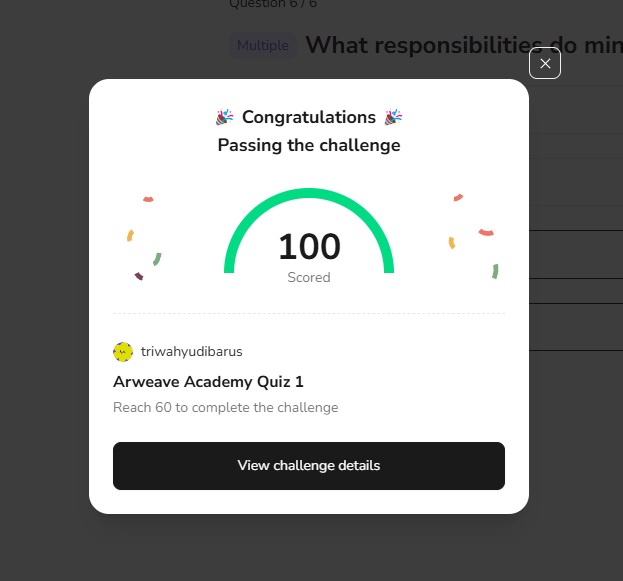 Question 6 / 6
Multiple What responsibilities do min
🎉 Congratulations 🎉
Passing the challenge
100
Scored
triwahyudibarus
Arweave Academy Quiz 1
Reach 60 to complete the challenge
View challenge details